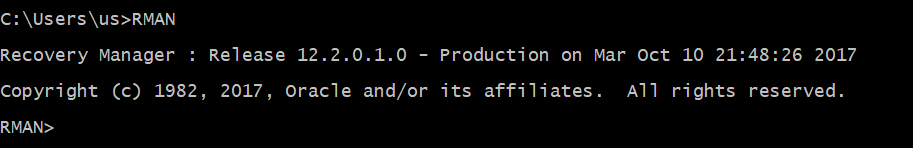 C:\Users\us>RMAN
Recovery Manager : Release 12.2.0.1.0 - Production on Mar Oct 10 21:48:26 2017
Copyright (c) 1982, 2017, Oracle and/or its affiliates.  All rights reserved.
RMAN>